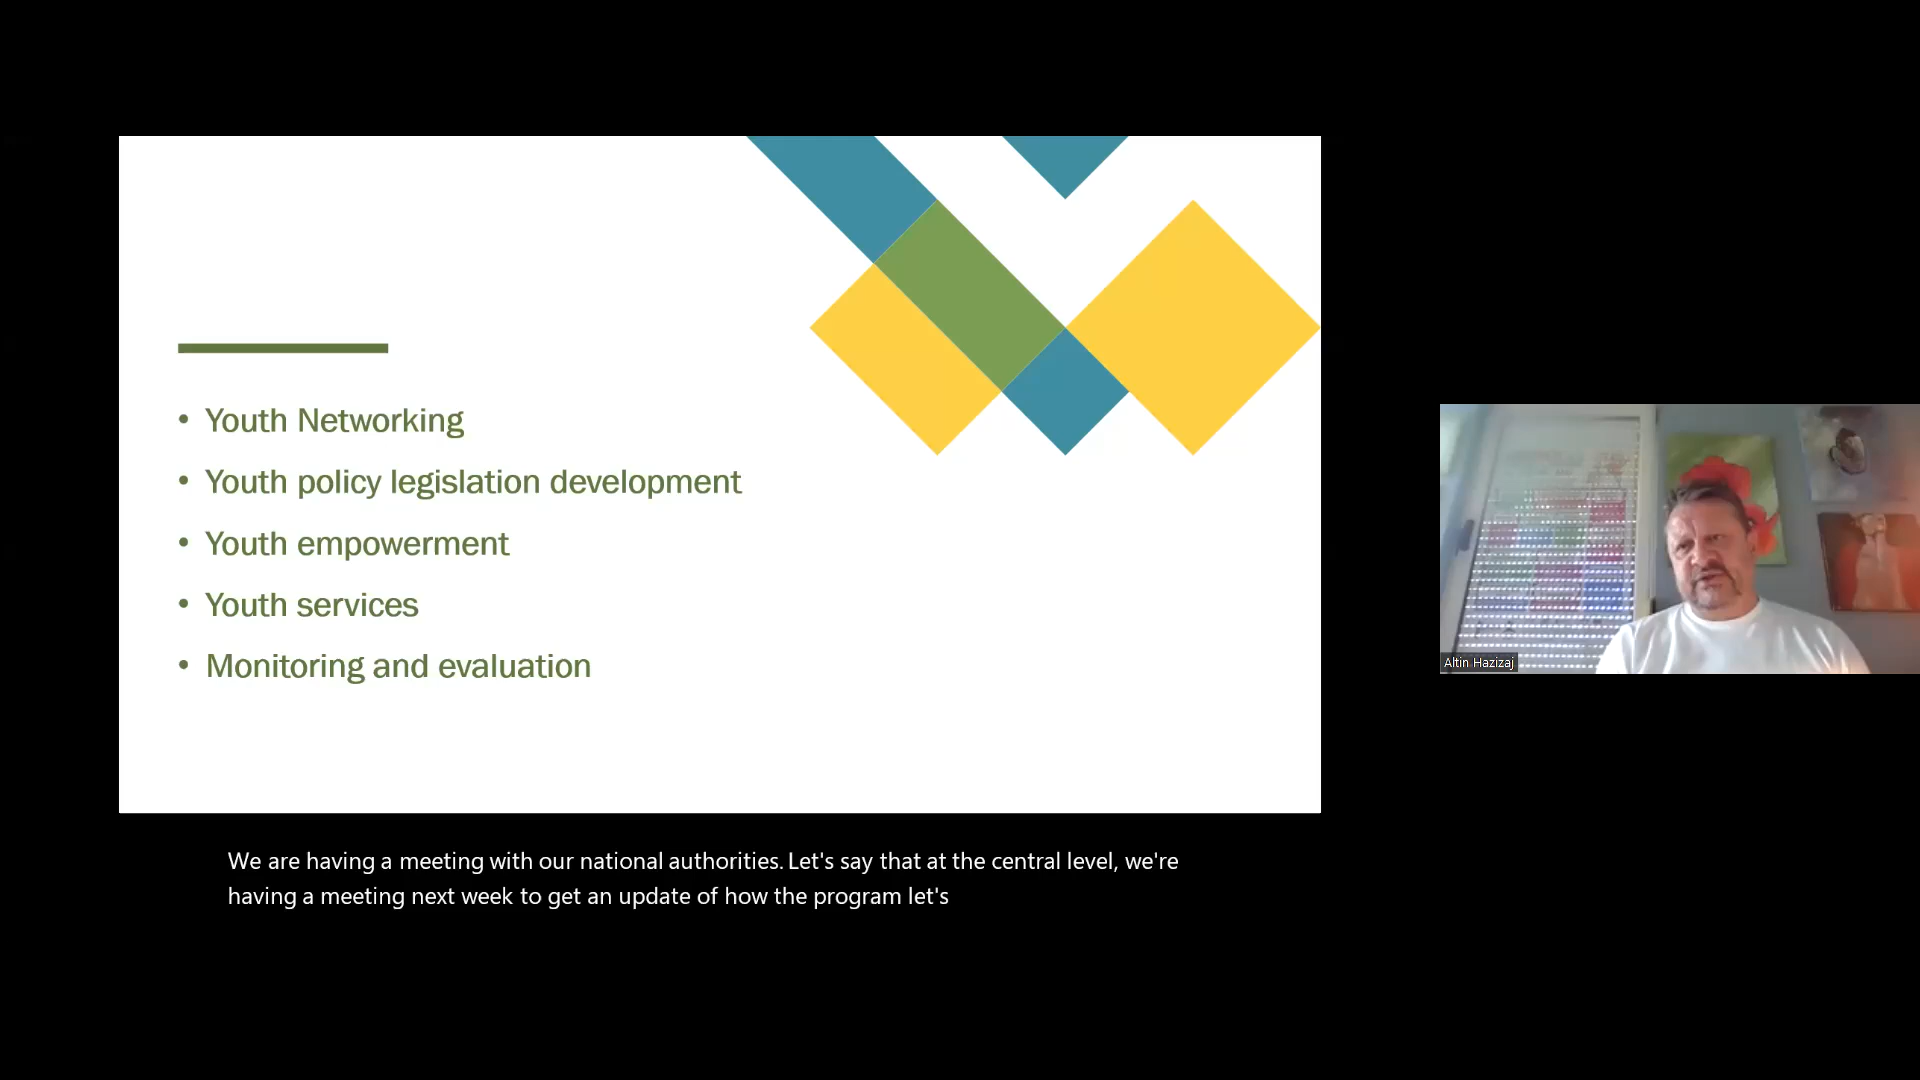 • Youth Networking
• Youth policy legislation development
• Youth empowerment
• Youth services
• Monitoring and evaluation
Altin Hazizaj
We are having a meeting with our national authorities. Let's say that at the central level, we're
having a meeting next week to get an update of how the program let's